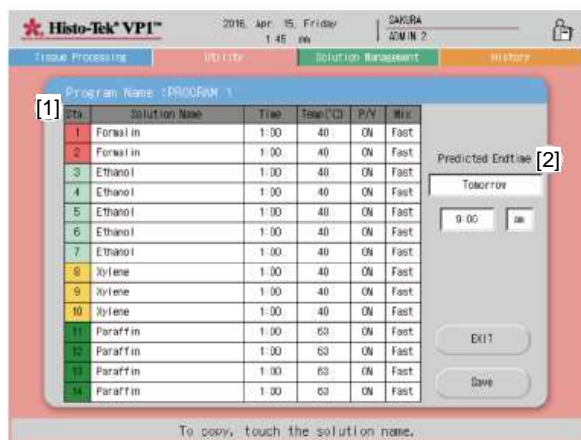 Histo-Tek® VP1™
2016. Apr. 15, Friday
1 45 pm
SAKURA
ADMIN 2
Tissue Processing Utility Solution Management History
Program Name :PROGRAM 1
[1]
Sta. Solution Name Time Temp(°C) P/V Mix
1 Formalin 1:00 40 ON Fast
2 Formalin 1:00 40 ON Fast
3 Ethanol 1:00 40 ON Fast
4 Ethanol 1:00 40 ON Fast
5 Ethanol 1:00 40 ON Fast
6 Ethanol 1:00 40 ON Fast
7 Ethanol 1:00 40 ON Fast
8 Xylene 1:00 40 ON Fast
9 Xylene 1:00 40 ON Fast
10 Xylene 1:00 40 ON Fast
11 Paraffin 1:00 63 ON Fast
12 Paraffin 1:00 63 ON Fast
13 Paraffin 1:00 63 ON Fast
14 Paraffin 1:00 63 ON Fast
Predicted Endtime [2]
Tomorrow
9:00 am
EXIT
Save
To copy, touch the solution name.